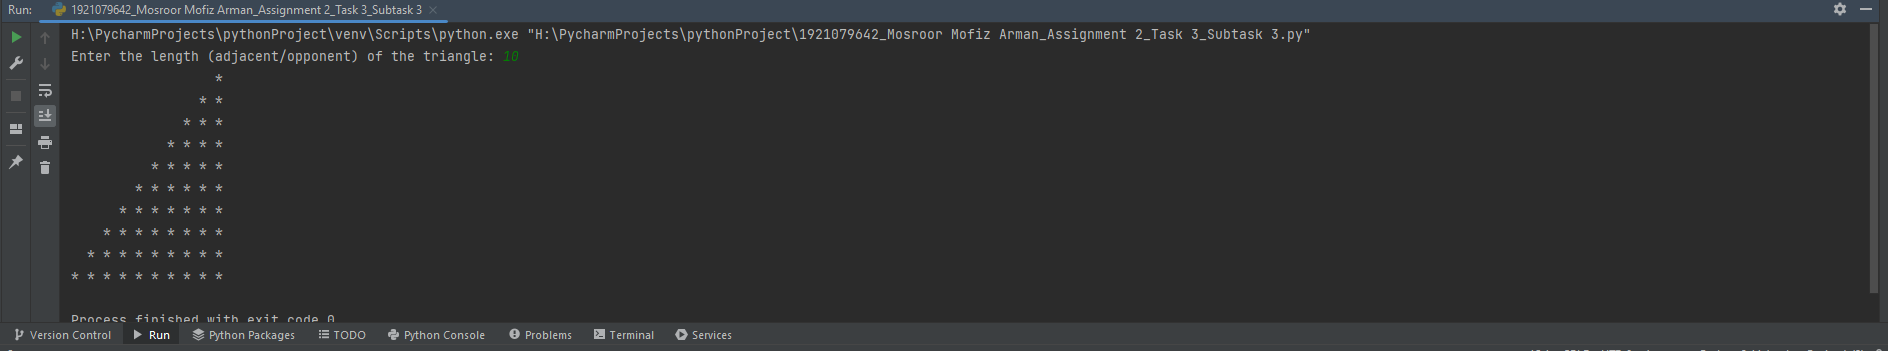 Run: 1921079642_Mosroor Mofiz Arman_Assignment 2_Task 3_Subtask 3
H:\PycharmProjects\pythonProject\venv\Scripts\python.exe "H:\PycharmProjects\pythonProject\1921079642_Mosroor Mofiz Arman_Assignment 2_Task 3_Subtask 3.py"
Enter the length (adjacent/opponent) of the triangle: 10
                  *
                * *
              * * *
            * * * *
          * * * * *
        * * * * * *
      * * * * * * *
    * * * * * * * *
  * * * * * * * * *
* * * * * * * * * *
Process finished with exit code 0
Version Control Run Python Packages TODO Python Console Problems Terminal Services